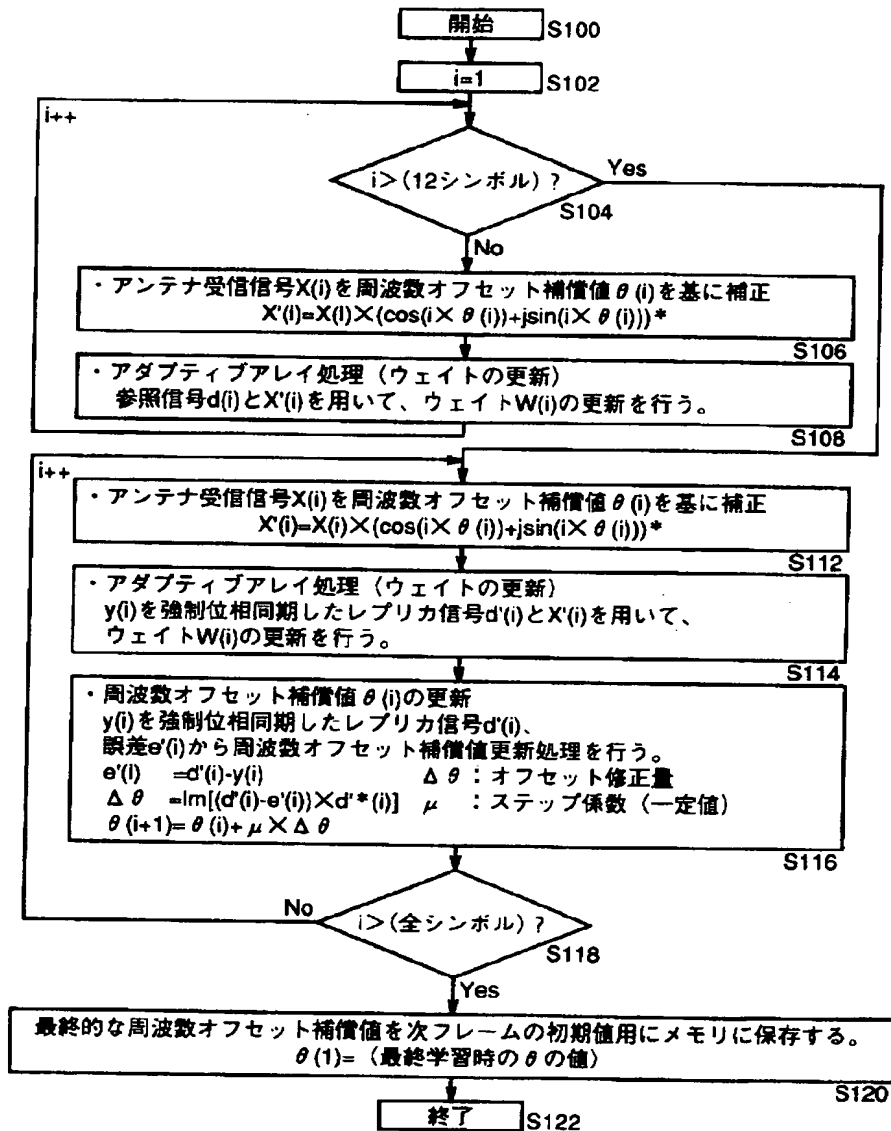 開始 S100
i=1 S102
i++
i>(12シンボル)? Yes
S104
No
・アンテナ受信信号X(i)を周波数オフセット補償値θ(i)を基に補正
X'(i)=X(I)×(cos(i×θ(i))+jsin(i×θ(i)))*
S106
・アダプティブアレイ処理(ウェイトの更新)
参照信号d(i)とX'(i)を用いて、ウェイトW(i)の更新を行う。
S108
i++
・アンテナ受信信号X(i)を周波数オフセット補償値θ(i)を基に補正
X'(i)=X(i)×(cos(i×θ(i))+jsin(i×θ(i)))*
S112
・アダプティブアレイ処理(ウェイトの更新)
y(i)を強制位相同期したレプリカ信号d'(i)とX'(i)を用いて、
ウェイトW(i)の更新を行う。
S114
・周波数オフセット補償値θ(i)の更新
y(i)を強制位相同期したレプリカ信号d'(i)、
誤差e'(i)から周波数オフセット補償値更新処理を行う。
e'(i) =d'(i)-y(i) Δθ:オフセット修正量
Δθ =Im[(d'(i)-e'(i))×d'*(i)] μ :ステップ係数(一定値)
θ(i+1)=θ(i)+μ×Δθ
S116
No
i>(全シンボル)?
S118
Yes
最終的な周波数オフセット補償値を次フレームの初期値用にメモリに保存する。
θ(1)=(最終学習時のθの値)
S120
終了 S122